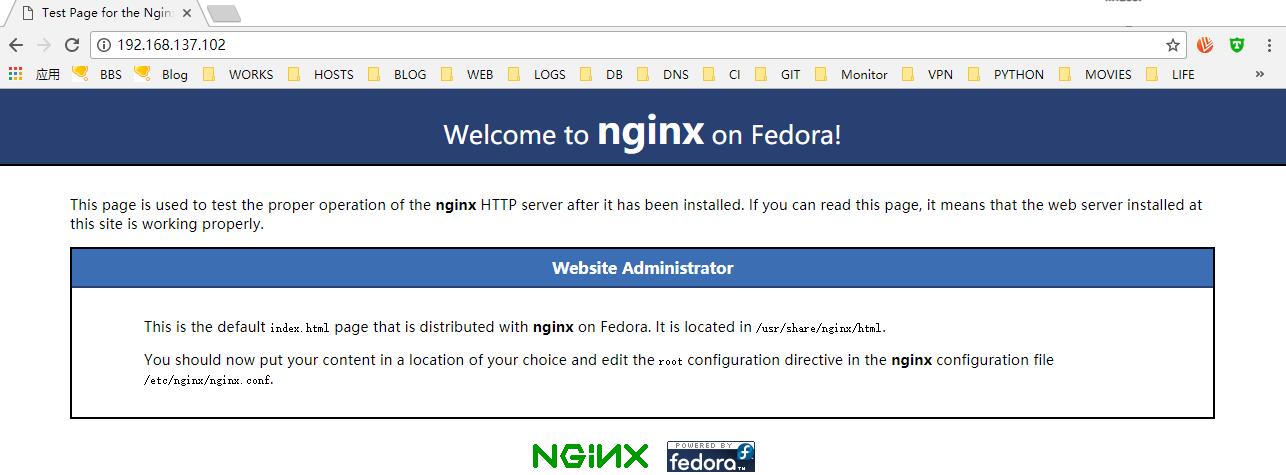 Test Page for the Ngin
192.168.137.102
应用 BBS Blog WORKS HOSTS BLOG WEB LOGS DB DNS CI GIT Monitor VPN PYTHON MOVIES LIFE »
Welcome to nginx on Fedora!
This page is used to test the proper operation of the nginx HTTP server after it has been installed. If you can read this page, it means that the web server installed at
this site is working properly.
Website Administrator
This is the default index.html page that is distributed with nginx on Fedora. It is located in /usr/share/nginx/html.
You should now put your content in a location of your choice and edit the root configuration directive in the nginx configuration file
/etc/nginx/nginx.conf.
NGiNX POWERED BY
fedora™